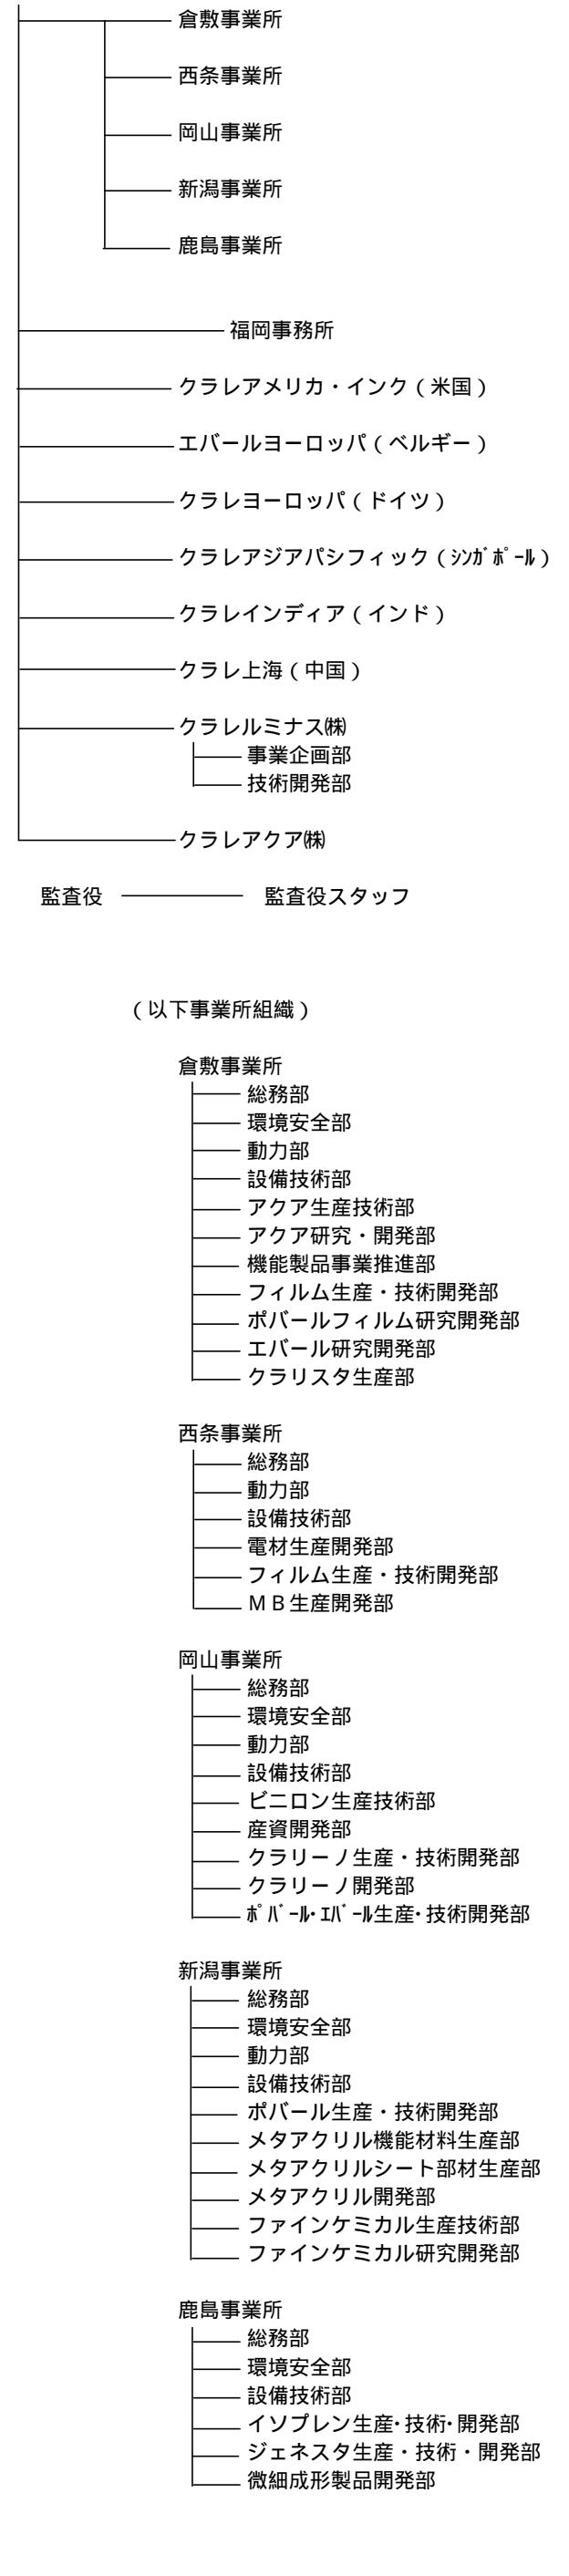 倉敷事業所
西条事業所
岡山事業所
新潟事業所
鹿島事業所
福岡事務所
クラレアメリカ・インク（米国）
エバールヨーロッパ（ベルギー）
クラレヨーロッパ（ドイツ）
クラレアジアパシフィック（ｼﾝｶﾞﾎﾟｰﾙ）
クラレインディア（インド）
クラレ上海（中国）
クラレルミナス㈱
事業企画部
技術開発部
クラレアクア㈱
監査役 監査役スタッフ
（以下事業所組織）
倉敷事業所
総務部
環境安全部
動力部
設備技術部
アクア生産技術部
アクア研究・開発部
機能製品事業推進部
フィルム生産・技術開発部
ポバールフィルム研究開発部
エバール研究開発部
クラリスタ生産部
西条事業所
総務部
動力部
設備技術部
電材生産開発部
フィルム生産・技術開発部
ＭＢ生産開発部
岡山事業所
総務部
環境安全部
動力部
設備技術部
ビニロン生産技術部
産資開発部
クラリーノ生産・技術開発部
クラリーノ開発部
ﾎﾟﾊﾞｰﾙ･ｴﾊﾞｰﾙ生産･技術開発部
新潟事業所
総務部
環境安全部
動力部
設備技術部
ポバール生産・技術開発部
メタアクリル機能材料生産部
メタアクリルシート部材生産部
メタアクリル開発部
ファインケミカル生産技術部
ファインケミカル研究開発部
鹿島事業所
総務部
環境安全部
設備技術部
イソプレン生産･技術･開発部
ジェネスタ生産・技術・開発部
微細成形製品開発部